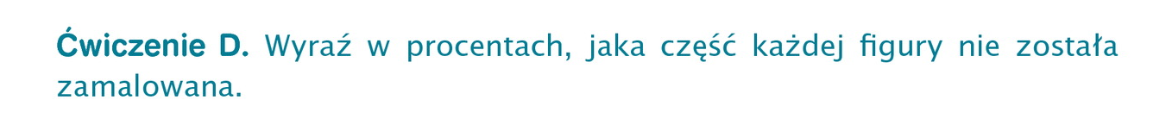 Ćwiczenie D. Wyraź w procentach, jaka część każdej figury nie została
zamalowana.